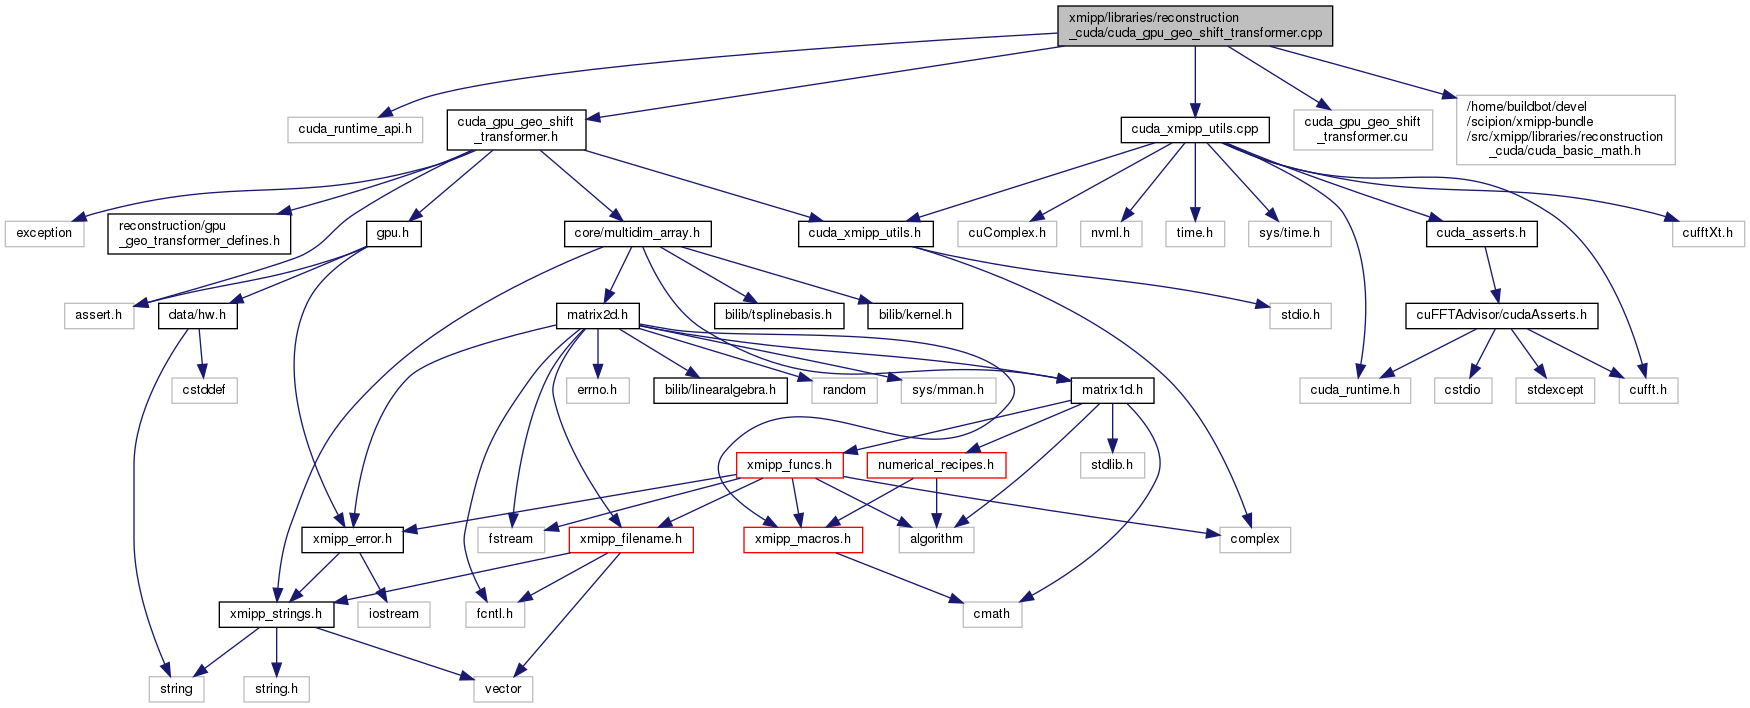 xmipp/libraries/reconstruction
_cuda/cuda_gpu_geo_shift_transformer.cpp
cuda_runtime_api.h
cuda_gpu_geo_shift
_transformer.h
cuda_xmipp_utils.cpp
cuda_gpu_geo_shift
_transformer.cu
/home/buildbot/devel
/scipion/xmipp-bundle
/src/xmipp/libraries/reconstruction
_cuda/cuda_basic_math.h
exception
reconstruction/gpu
_geo_transformer_defines.h
gpu.h
core/multidim_array.h
cuda_xmipp_utils.h
cuComplex.h
nvml.h
time.h
sys/time.h
cuda_asserts.h
cufftXt.h
assert.h
data/hw.h
matrix2d.h
bilib/tsplinebasis.h
bilib/kernel.h
stdio.h
cuFFTAdvisor/cudaAsserts.h
cstddef
errno.h
bilib/linearalgebra.h
random
sys/mman.h
matrix1d.h
cuda_runtime.h
cstdio
stdexcept
cufft.h
xmipp_funcs.h
numerical_recipes.h
stdlib.h
xmipp_error.h
fstream
xmipp_filename.h
xmipp_macros.h
algorithm
complex
xmipp_strings.h
iostream
fcntl.h
cmath
string
string.h
vector